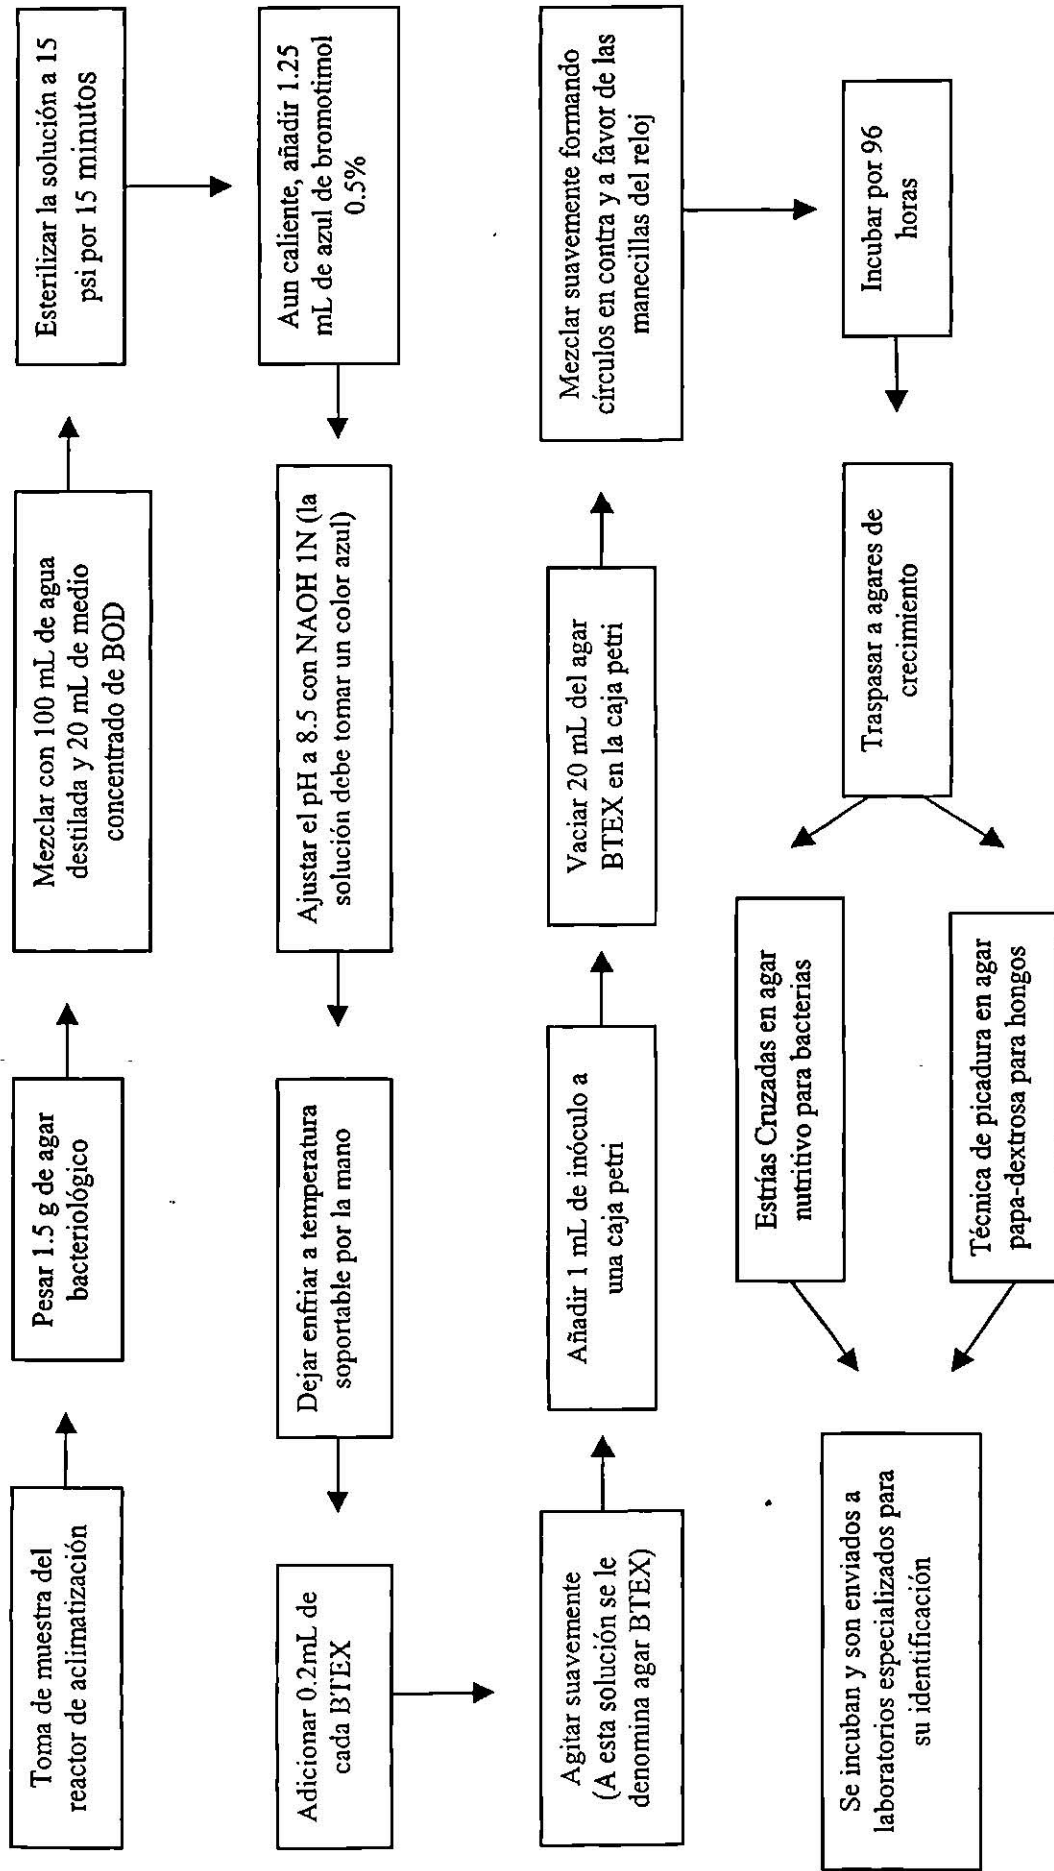 Toma de muestra del
reactor de aclimatización
Pesar 1.5 g de agar
bacteriológico
Mezclar con 100 mL de agua
destilada y 20 mL de medio
concentrado de BOD
Esterilizar la solución a 15
psi por 15 minutos
Aun caliente, añadir 1.25
mL de azul de bromotimol
0.5%
Ajustar el pH a 8.5 con NAOH 1N (la
solución debe tomar un color azul)
Dejar enfriar a temperatura
soportable por la mano
Adicionar 0.2mL de
cada BTEX
Agitar suavemente
(A esta solución se le
denomina agar BTEX)
Añadir 1 mL de inóculo a
una caja petri
Vaciar 20 mL del agar
BTEX en la caja petri
Mezclar suavemente formando
círculos en contra y a favor de las
manecillas del reloj
Incubar por 96
horas
Traspasar a agares de
crecimiento
Estrías Cruzadas en agar
nutritivo para bacterias
Técnica de picadura en agar
papa-dextrosa para hongos
Se incuban y son enviados a
laboratorios especializados para
su identificación